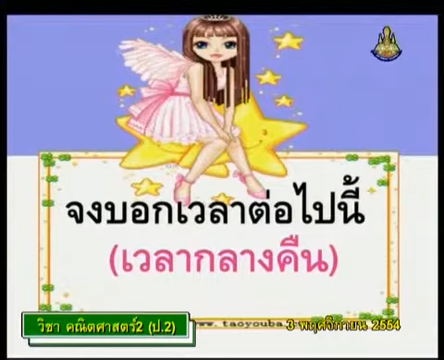 จงบอกเวลาต่อไปนี้
(เวลากลางคืน)
วิชา คณิตศาสตร์2 (ป.2)
www.taoyouba.
3 พฤศจิกายน 2554